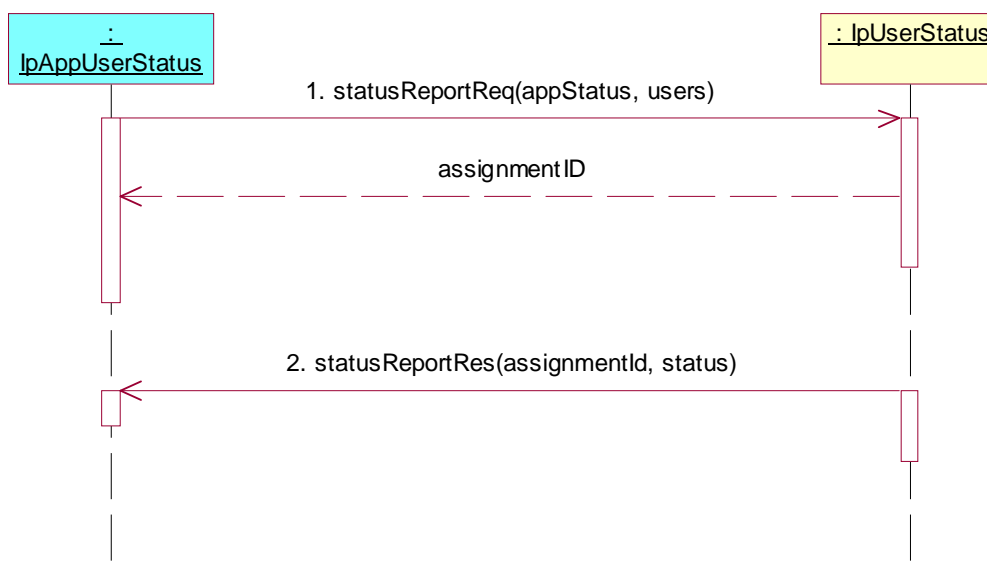 :
IpAppUserStatus
: IpUserStatus
1. statusReportReq(appStatus, users)
assignmentID
2. statusReportRes(assignmentId, status)